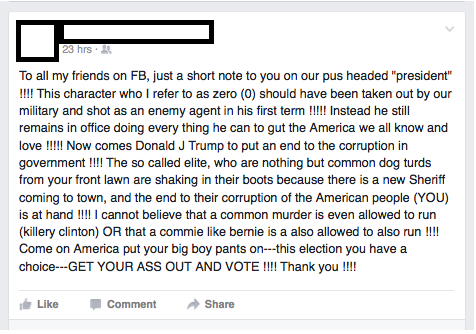 23 hrs ·
To all my friends on FB, just a short note to you on our pus headed "president"
!!!! This character who I refer to as zero (0) should have been taken out by our
military and shot as an enemy agent in his first term !!!!! Instead he still
remains in office doing every thing he can to gut the America we all know and
love !!!!! Now comes Donald J Trump to put an end to the corruption in
government !!!! The so called elite, who are nothing but common dog turds
from your front lawn are shaking in their boots because there is a new Sheriff
coming to town, and the end to their corruption of the American people (YOU)
is at hand !!!! I cannot believe that a common murder is even allowed to run
(killery clinton) OR that a commie like bernie is a also allowed to also run !!!!
Come on America put your big boy pants on---this election you have a
choice---GET YOUR ASS OUT AND VOTE !!!! Thank you !!!!
Like Comment Share